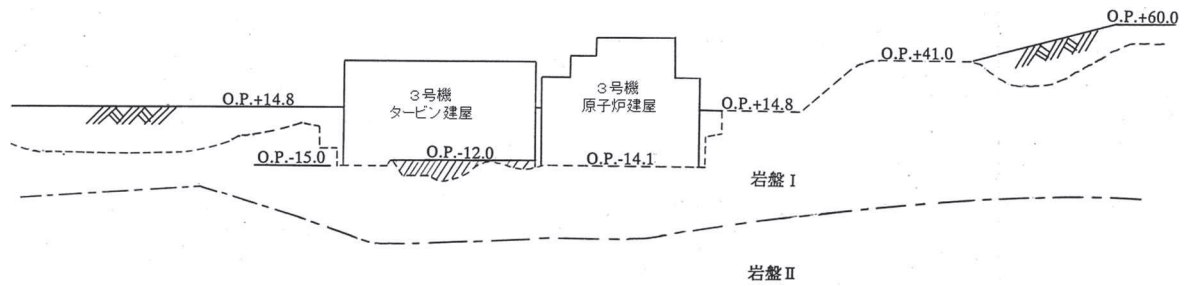 O.P.+60.0
O.P.+41.0
O.P.+14.8
3号機
タービン建屋
3号機
原子炉建屋
O.P.+14.8
O.P.-15.0
O.P.-12.0
O.P.-14.1
岩盤Ⅰ
岩盤Ⅱ